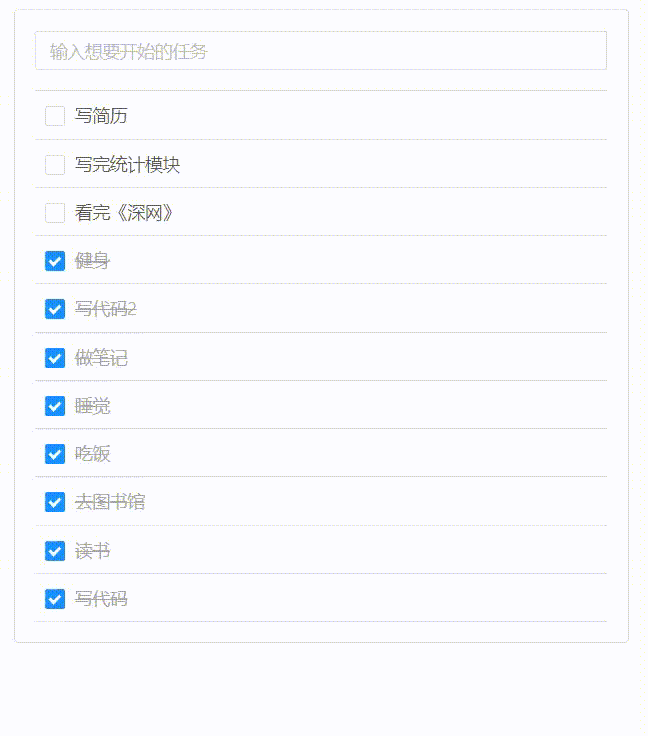 输入想要开始的任务
写简历
写完统计模块
看完《深网》
健身
写代码2
做笔记
睡觉
吃饭
去图书馆
读书
写代码